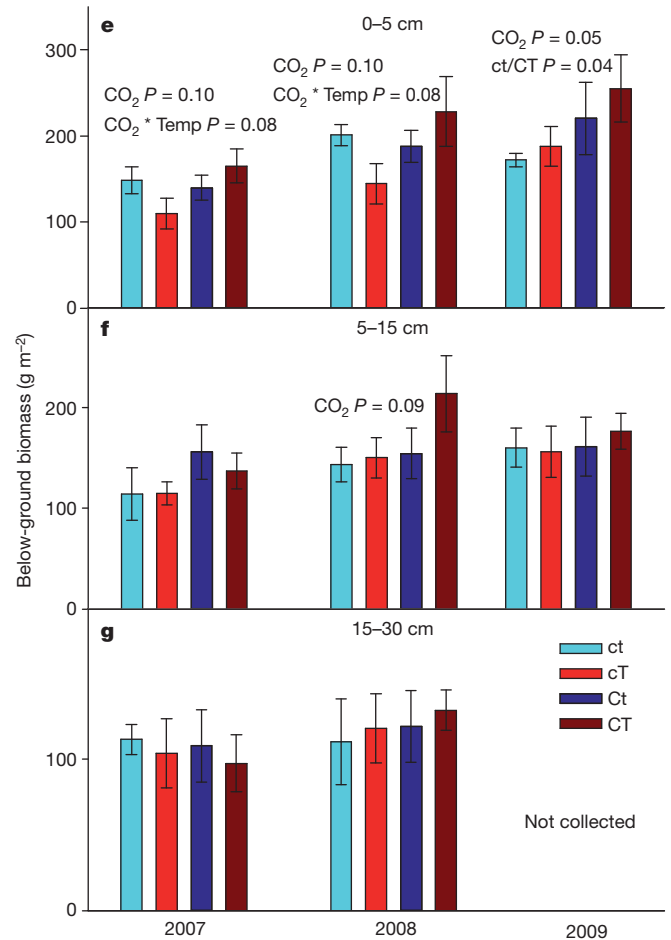 e
0–5 cm
300
200
100
0
CO₂ P = 0.10
CO₂ * Temp P = 0.08
CO₂ P = 0.10
CO₂ * Temp P = 0.08
CO₂ P = 0.05
ct/CT P = 0.04
f
5–15 cm
200
100
0
CO₂ P = 0.09
Below-ground biomass (g m⁻²)
g
15–30 cm
100
0
ct
cT
Ct
CT
Not collected
2007
2008
2009